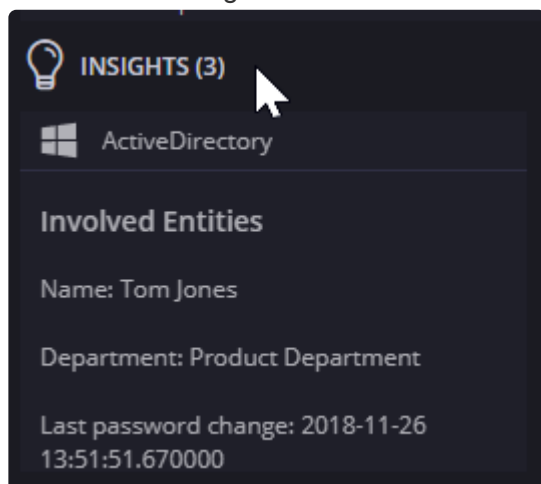 INSIGHTS (3)
ActiveDirectory
Involved Entities
Name: Tom Jones
Department: Product Department
Last password change: 2018-11-26
13:51:51.670000